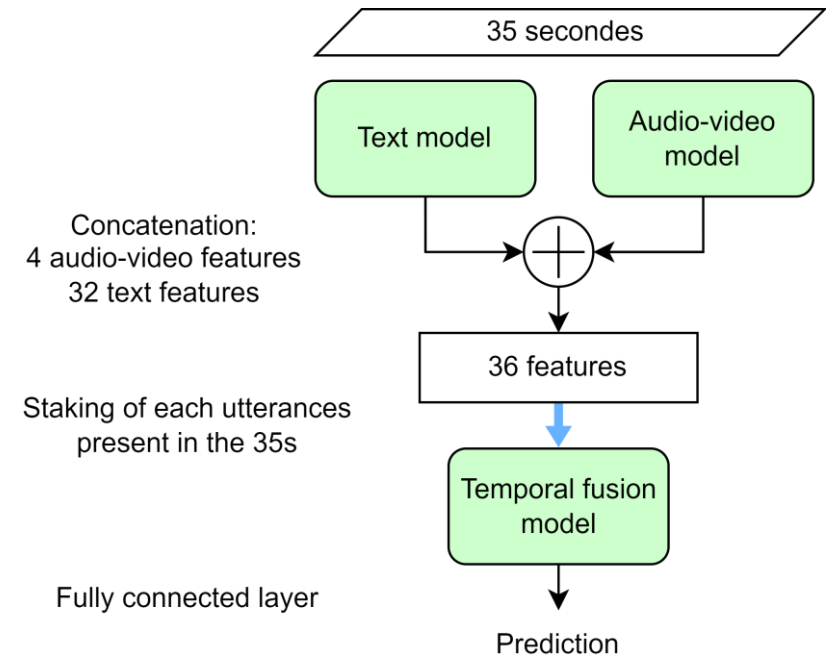 35 secondes
Text model
Audio-video
model
Concatenation:
4 audio-video features
32 text features
36 features
Staking of each utterances
present in the 35s
Temporal fusion
model
Fully connected layer
Prediction